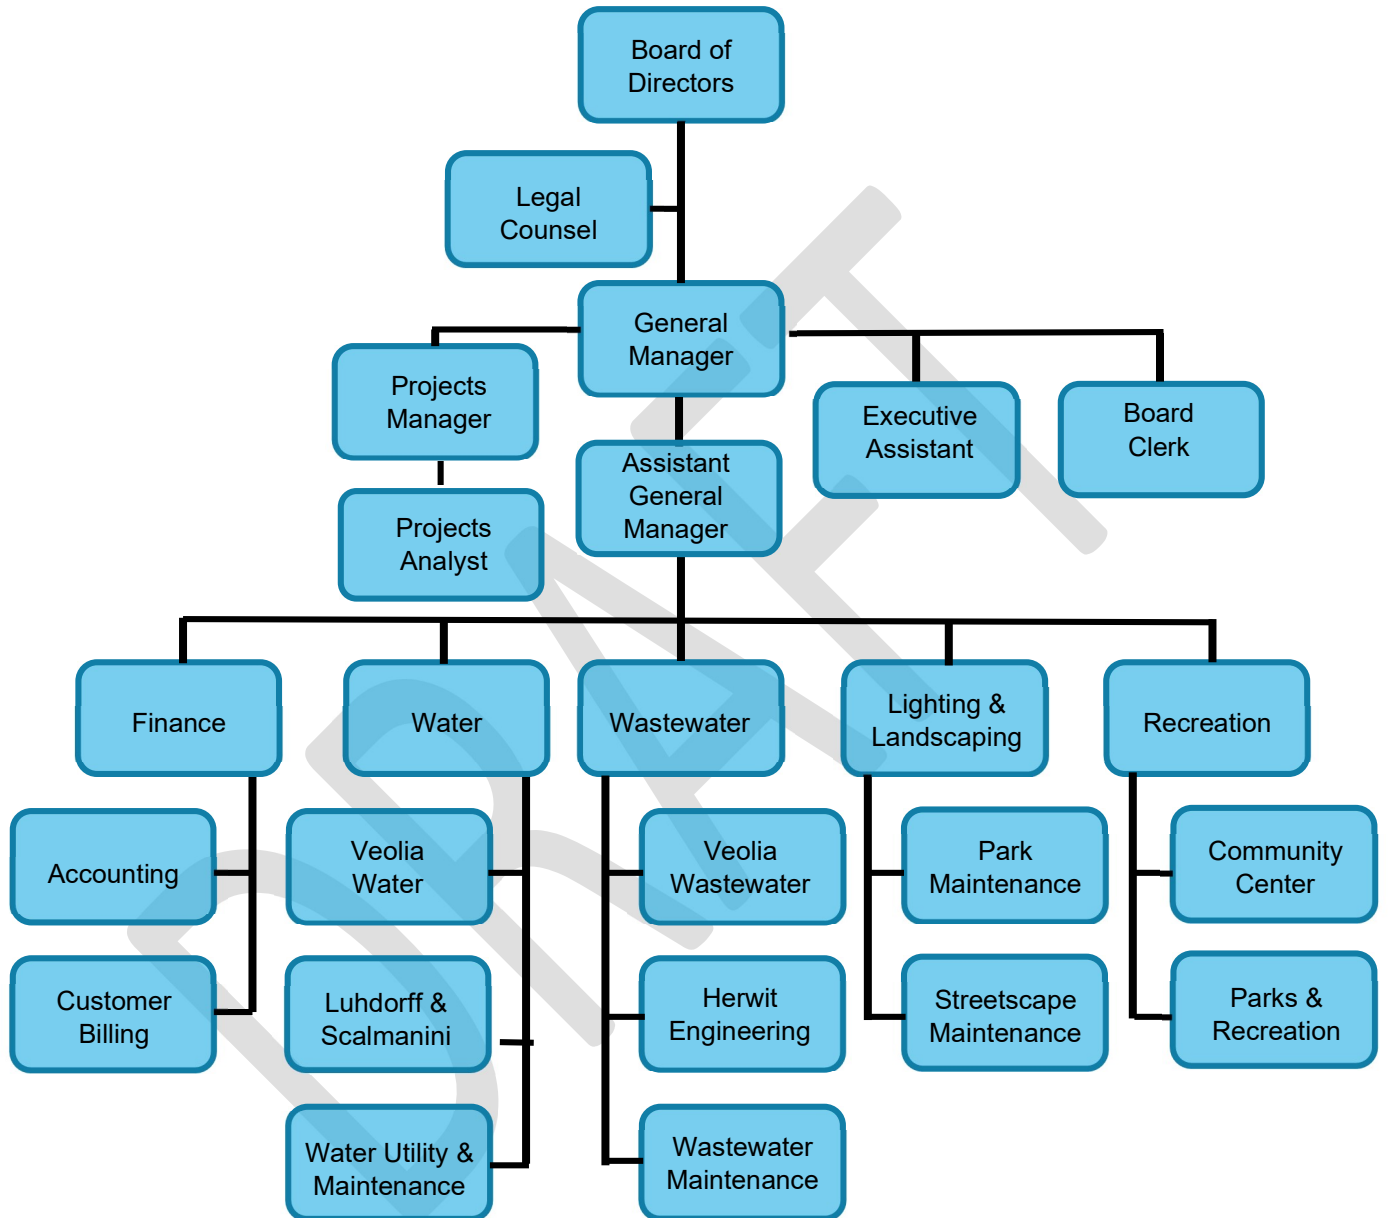 Board of
Directors
Legal
Counsel
General
Manager
Projects
Manager
Executive
Assistant
Board
Clerk
Assistant
General
Manager
Projects
Analyst
Finance
Water
Wastewater
Lighting &
Landscaping
Recreation
Accounting
Veolia
Water
Veolia
Wastewater
Park
Maintenance
Community
Center
Customer
Billing
Luhdorff &
Scalmanini
Herwit
Engineering
Streetscape
Maintenance
Parks &
Recreation
Water Utility &
Maintenance
Wastewater
Maintenance
DRAFT